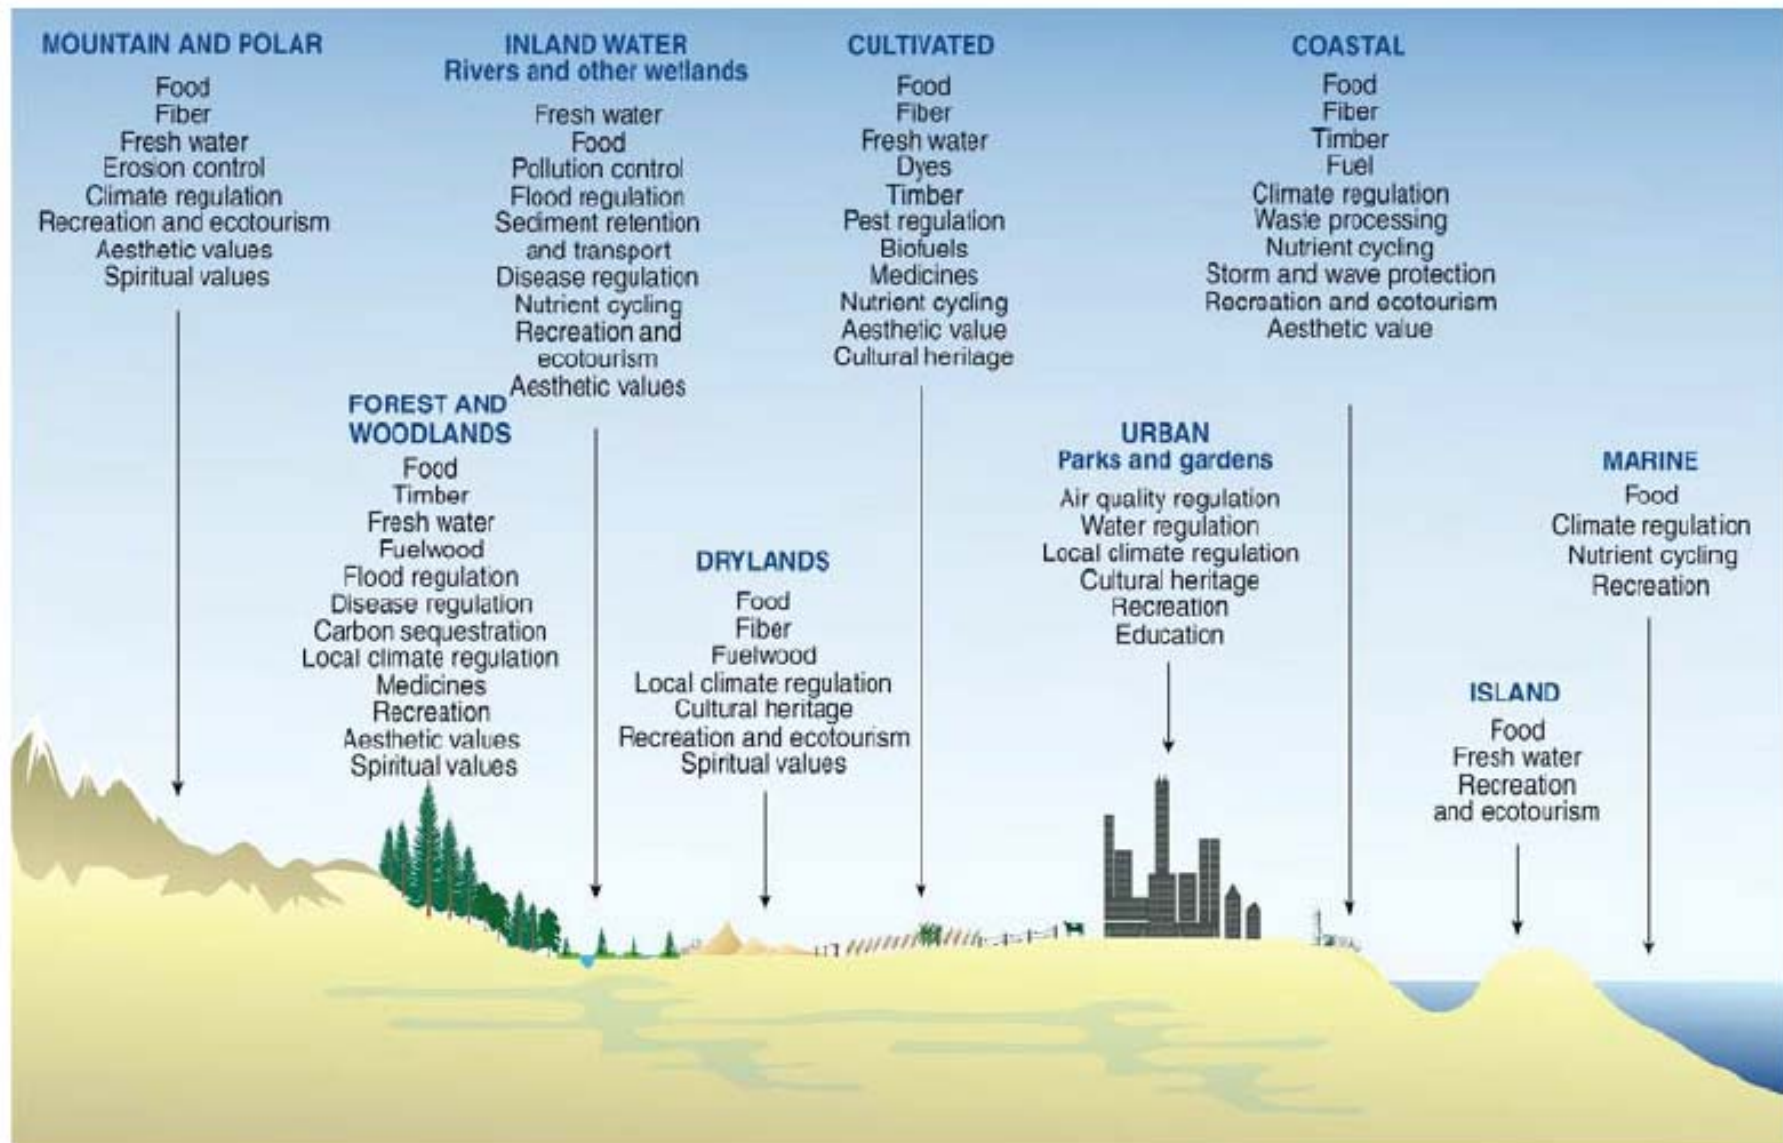 MOUNTAIN AND POLAR
Food
Fiber
Fresh water
Erosion control
Climate regulation
Recreation and ecotourism
Aesthetic values
Spiritual values
INLAND WATER
Rivers and other wetlands
Fresh water
Food
Pollution control
Flood regulation
Sediment retention
and transport
Disease regulation
Nutrient cycling
Recreation and
ecotourism
Aesthetic values
CULTIVATED
Food
Fiber
Fresh water
Dyes
Timber
Pest regulation
Biofuels
Medicines
Nutrient cycling
Aesthetic value
Cultural heritage
COASTAL
Food
Fiber
Timber
Fuel
Climate regulation
Waste processing
Nutrient cycling
Storm and wave protection
Recreation and ecotourism
Aesthetic value
FOREST AND
WOODLANDS
Food
Timber
Fresh water
Fuelwood
Flood regulation
Disease regulation
Carbon sequestration
Local climate regulation
Medicines
Recreation
Aesthetic values
Spiritual values
DRYLANDS
Food
Fiber
Fuelwood
Local climate regulation
Cultural heritage
Recreation and ecotourism
Spiritual values
URBAN
Parks and gardens
Air quality regulation
Water regulation
Local climate regulation
Cultural heritage
Recreation
Education
MARINE
Food
Climate regulation
Nutrient cycling
Recreation
ISLAND
Food
Fresh water
Recreation
and ecotourism